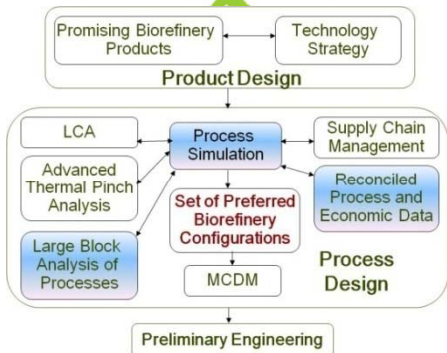 Promising Biorefinery
Products
Technology
Strategy
Product Design
LCA
Process
Simulation
Supply Chain
Management
Advanced
Thermal Pinch
Analysis
Reconciled
Process and
Economic Data
Set of Preferred
Biorefinery
Configurations
Large Block
Analysis of
Processes
MCDM
Process
Design
Preliminary Engineering